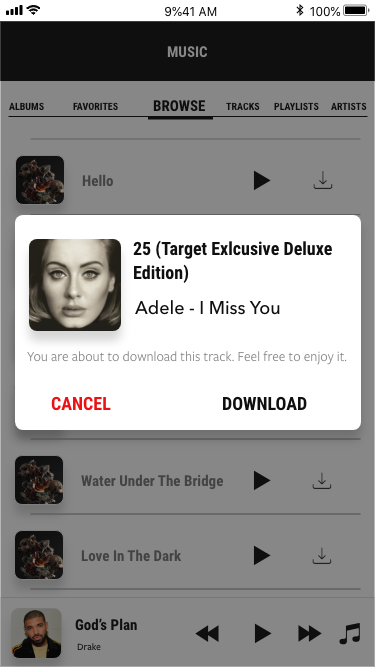 9%41 AM
100%
MUSIC
ALBUMS FAVORITES BROWSE TRACKS PLAYLISTS ARTISTS
Hello
25 (Target Exlcusive Deluxe
Edition)
Adele - I Miss You
You are about to download this track. Feel free to enjoy it.
CANCEL DOWNLOAD
Water Under The Bridge
Love In The Dark
God's Plan
Drake